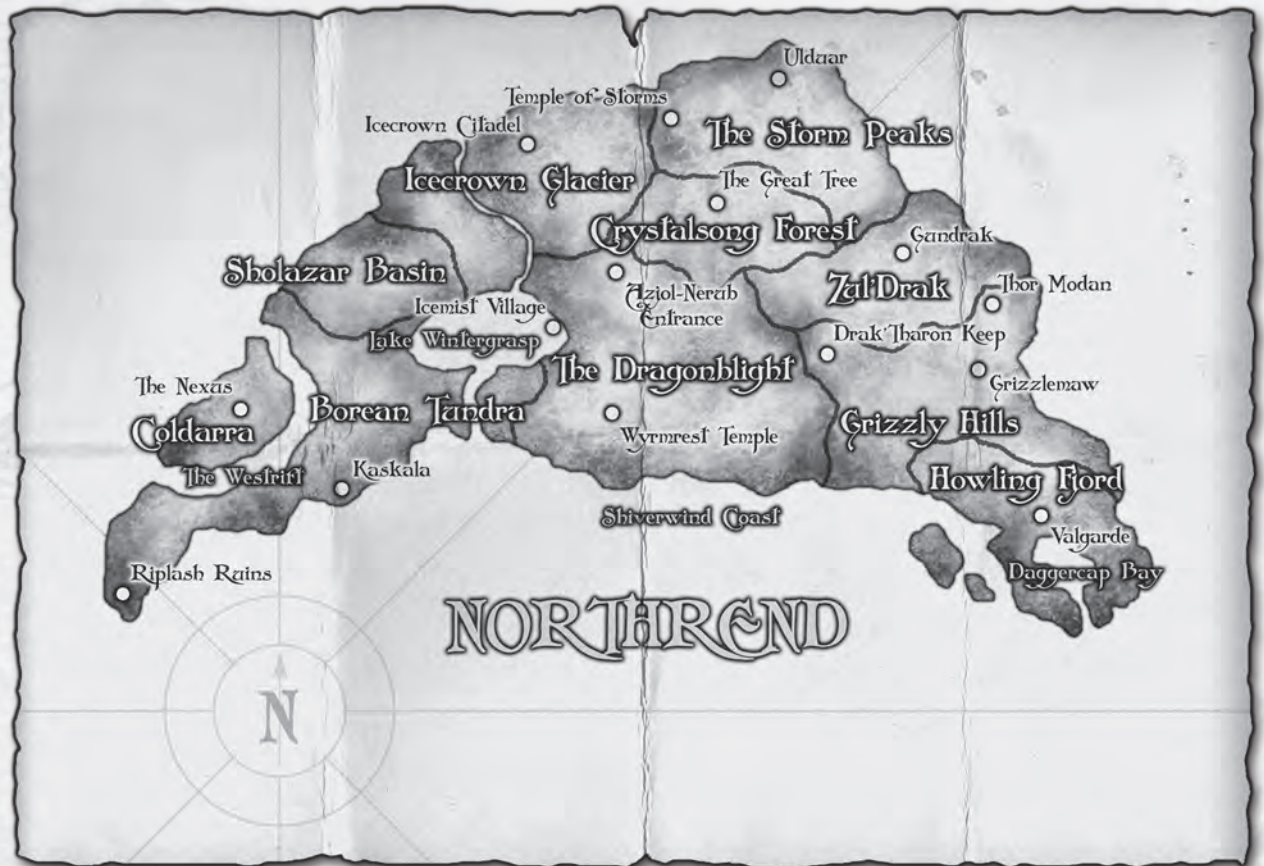 Ulduar
Temple of Storms
Icecrown Citadel
The Storm Peaks
Icecrown Glacier
The Great Tree
Crystalsong Forest
Gundrak
Sholazar Basin
Aziol-Nerub
Entrance
Zul'Drak
Thor Modan
Icemist Village
Lake Wintergrasp
Drak'Tharon Keep
The Dragonblight
Grizzlemaw
The Nexus
Coldarra
Borean Tundra
Grizzly Hills
Wyrmrest Temple
The Westrift
Kaskala
Howling Fjord
Shiverwind Coast
Valgarde
Riplash Ruins
Daggercap Bay
NORTHREND
N